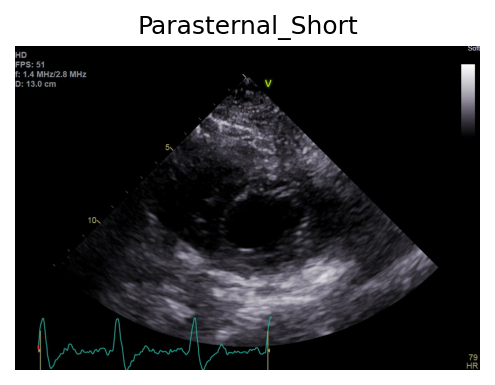 Parasternal_Short
HD
FPS: 51
f: 1.4 MHz/2.8 MHz
D: 13.0 cm
V
5
10
79
HR